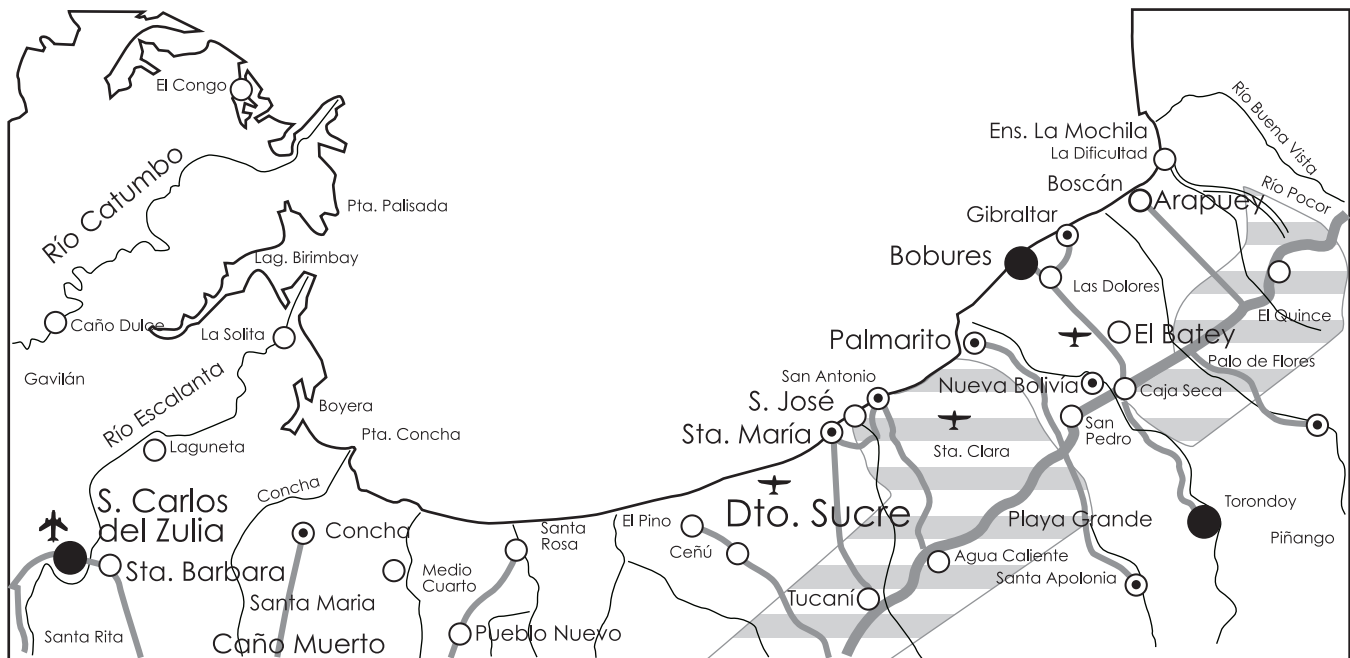 El Congo
Río Catumbo
Pta. Palisada
Lag. Birimbay
Caño Dulce
La Solita
Gavilán
Río Escalanta
Boyera
Pta. Concha
Laguneta
Concha
S. Carlos
del Zulia
Concha
Sta. Barbara
Medio
Cuarto
Santa
Rosa
Santa Maria
Santa Rita
Caño Muerto
Pueblo Nuevo
Ens. La Mochila
La Dificultad
Río Buena Vista
Río Pocor
Boscán
Arapuey
Gibraltar
Bobures
Las Dolores
El Quince
El Batey
Palmarito
Palo de Flores
San Antonio
Nueva Bolivía
Caja Seca
S. José
Sta. María
San
Pedro
Sta. Clara
Dto. Sucre
Torondoy
Playa Grande
Piñango
El Pino
Ceñú
Agua Caliente
Santa Apolonia
Tucaní